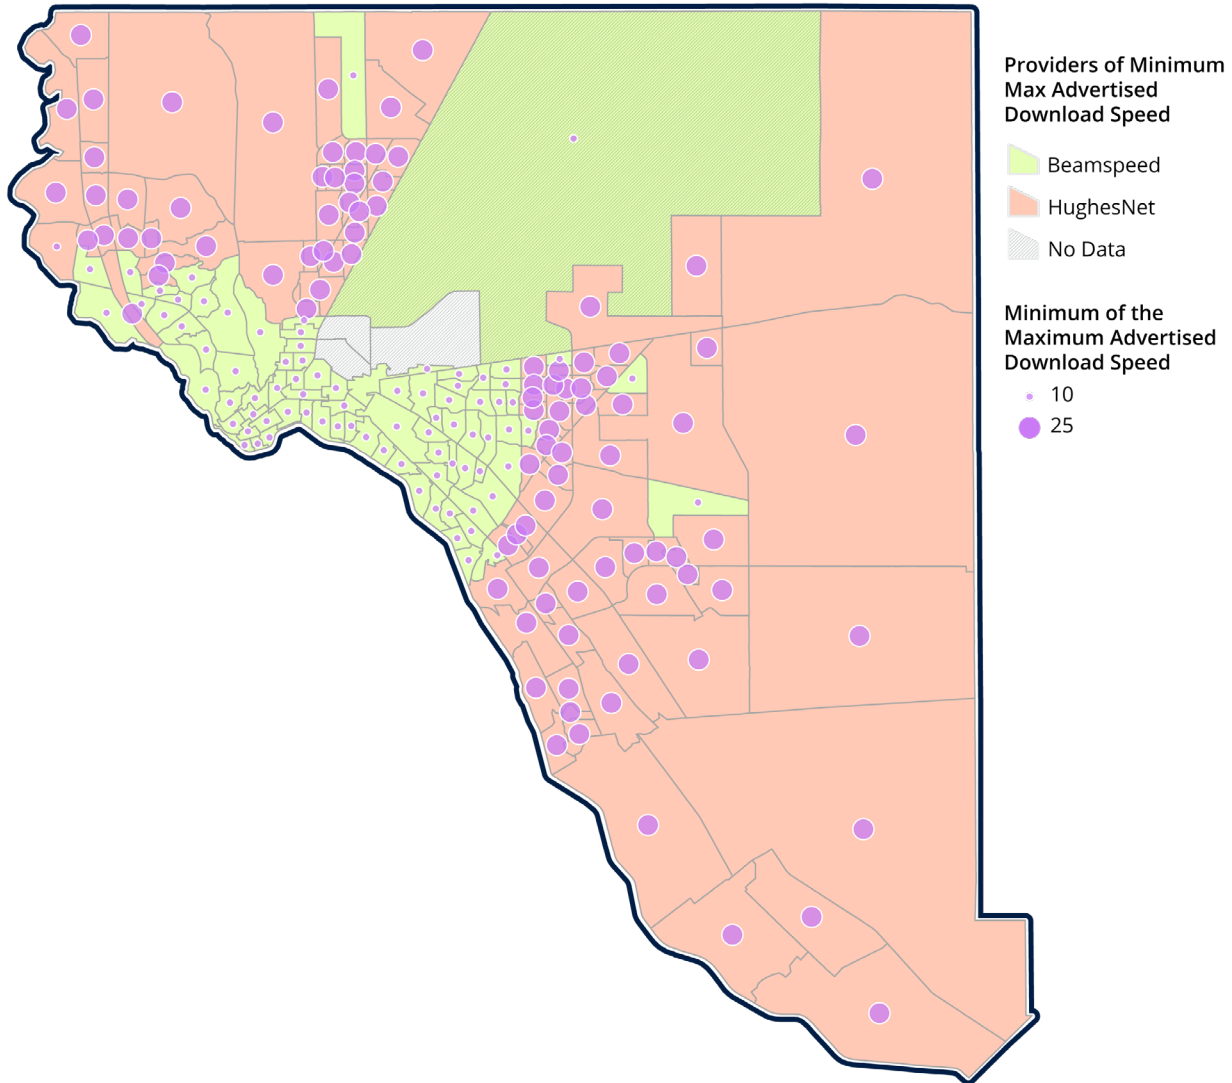 Providers of Minimum
Max Advertised
Download Speed
Beamspeed
HughesNet
No Data
Minimum of the
Maximum Advertised
Download Speed
10
25